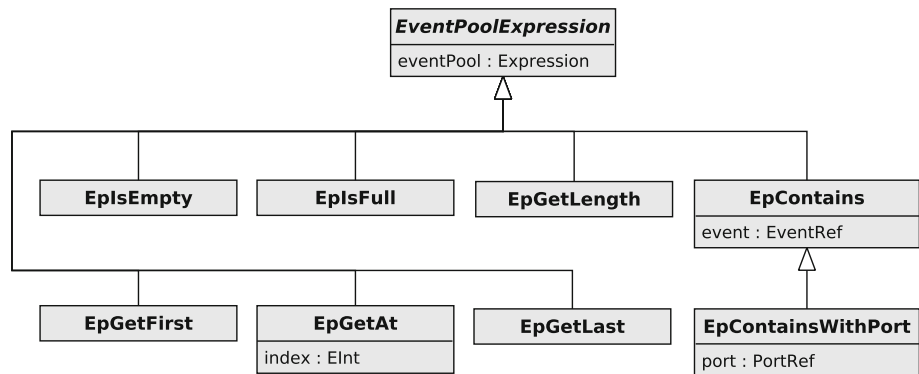 EventPoolExpression
eventPool : Expression
EpIsEmpty
EpIsFull
EpGetLength
EpContains
event : EventRef
EpGetFirst
EpGetAt
index : EInt
EpGetLast
EpContainsWithPort
port : PortRef